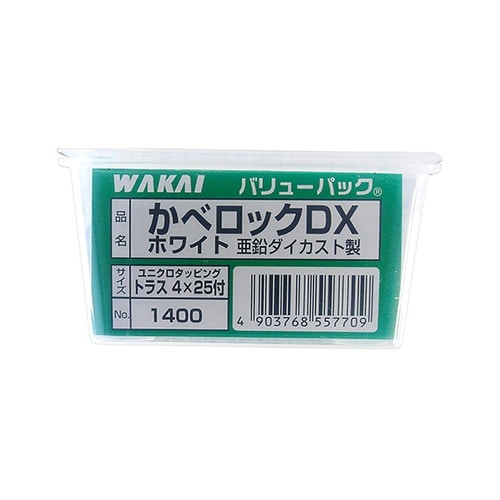 WAKAI バリューパック®
品名 かべロックDX
ホワイト 亜鉛ダイカスト製
サイズ ユニクロタッピング
トラス 4×25付
No. 1400
4 903768 557709